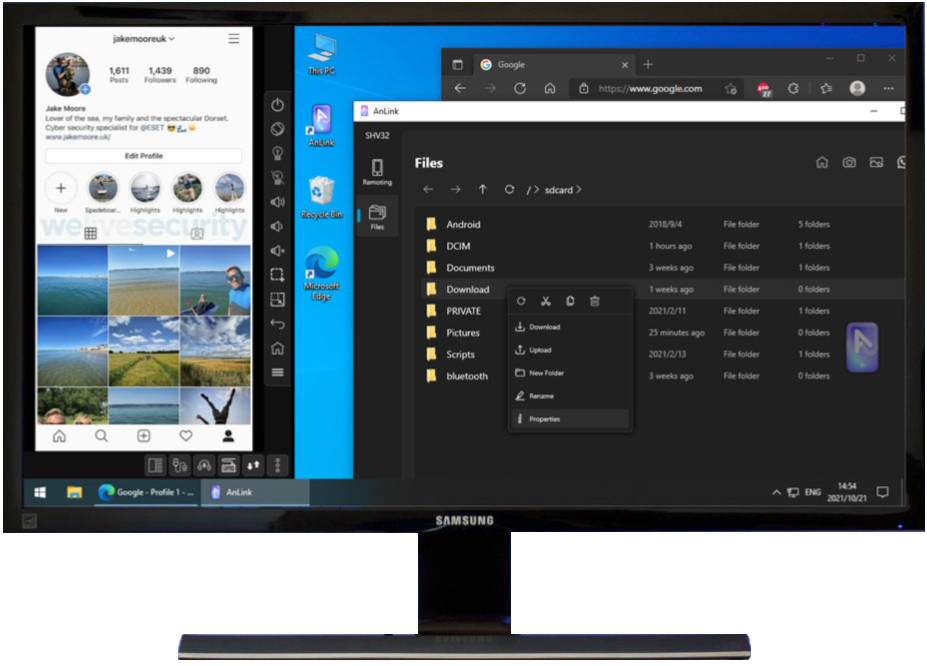 jakemooreuk
1,611
1,439
890
Posts
Followers
Following
Jake Moore
Lover of the sea, my family and the spectacular Dorset.
Cyber security specialist for @ESET
www.jakemoore.uk/
Edit Profile
New
Spedeboar...
Highlights
Highlights
Highlights
welivesecurity
This PC
AnLink
Recycle Bin
Microsoft
Edge
Google
https://www.google.com
27
AnLink
SHV32
Remoting
Files
Files
/ > sdcard >
Android 2018/9/4 File folder 5 folders
DCIM 1 hours ago File folder 1 folders
Documents 3 weeks ago File folder 1 folders
Download 1 weeks ago File folder 0 folders
PRIVATE 2021/2/11 File folder 1 folders
Pictures 25 minutes ago File folder 0 folders
Scripts 2021/2/13 File folder 1 folders
bluetooth 3 weeks ago File folder 0 folders
Download
Upload
New Folder
Rename
Properties
Google - Profile 1 - ...
AnLink
ENG
14:54
2021/10/21
SAMSUNG